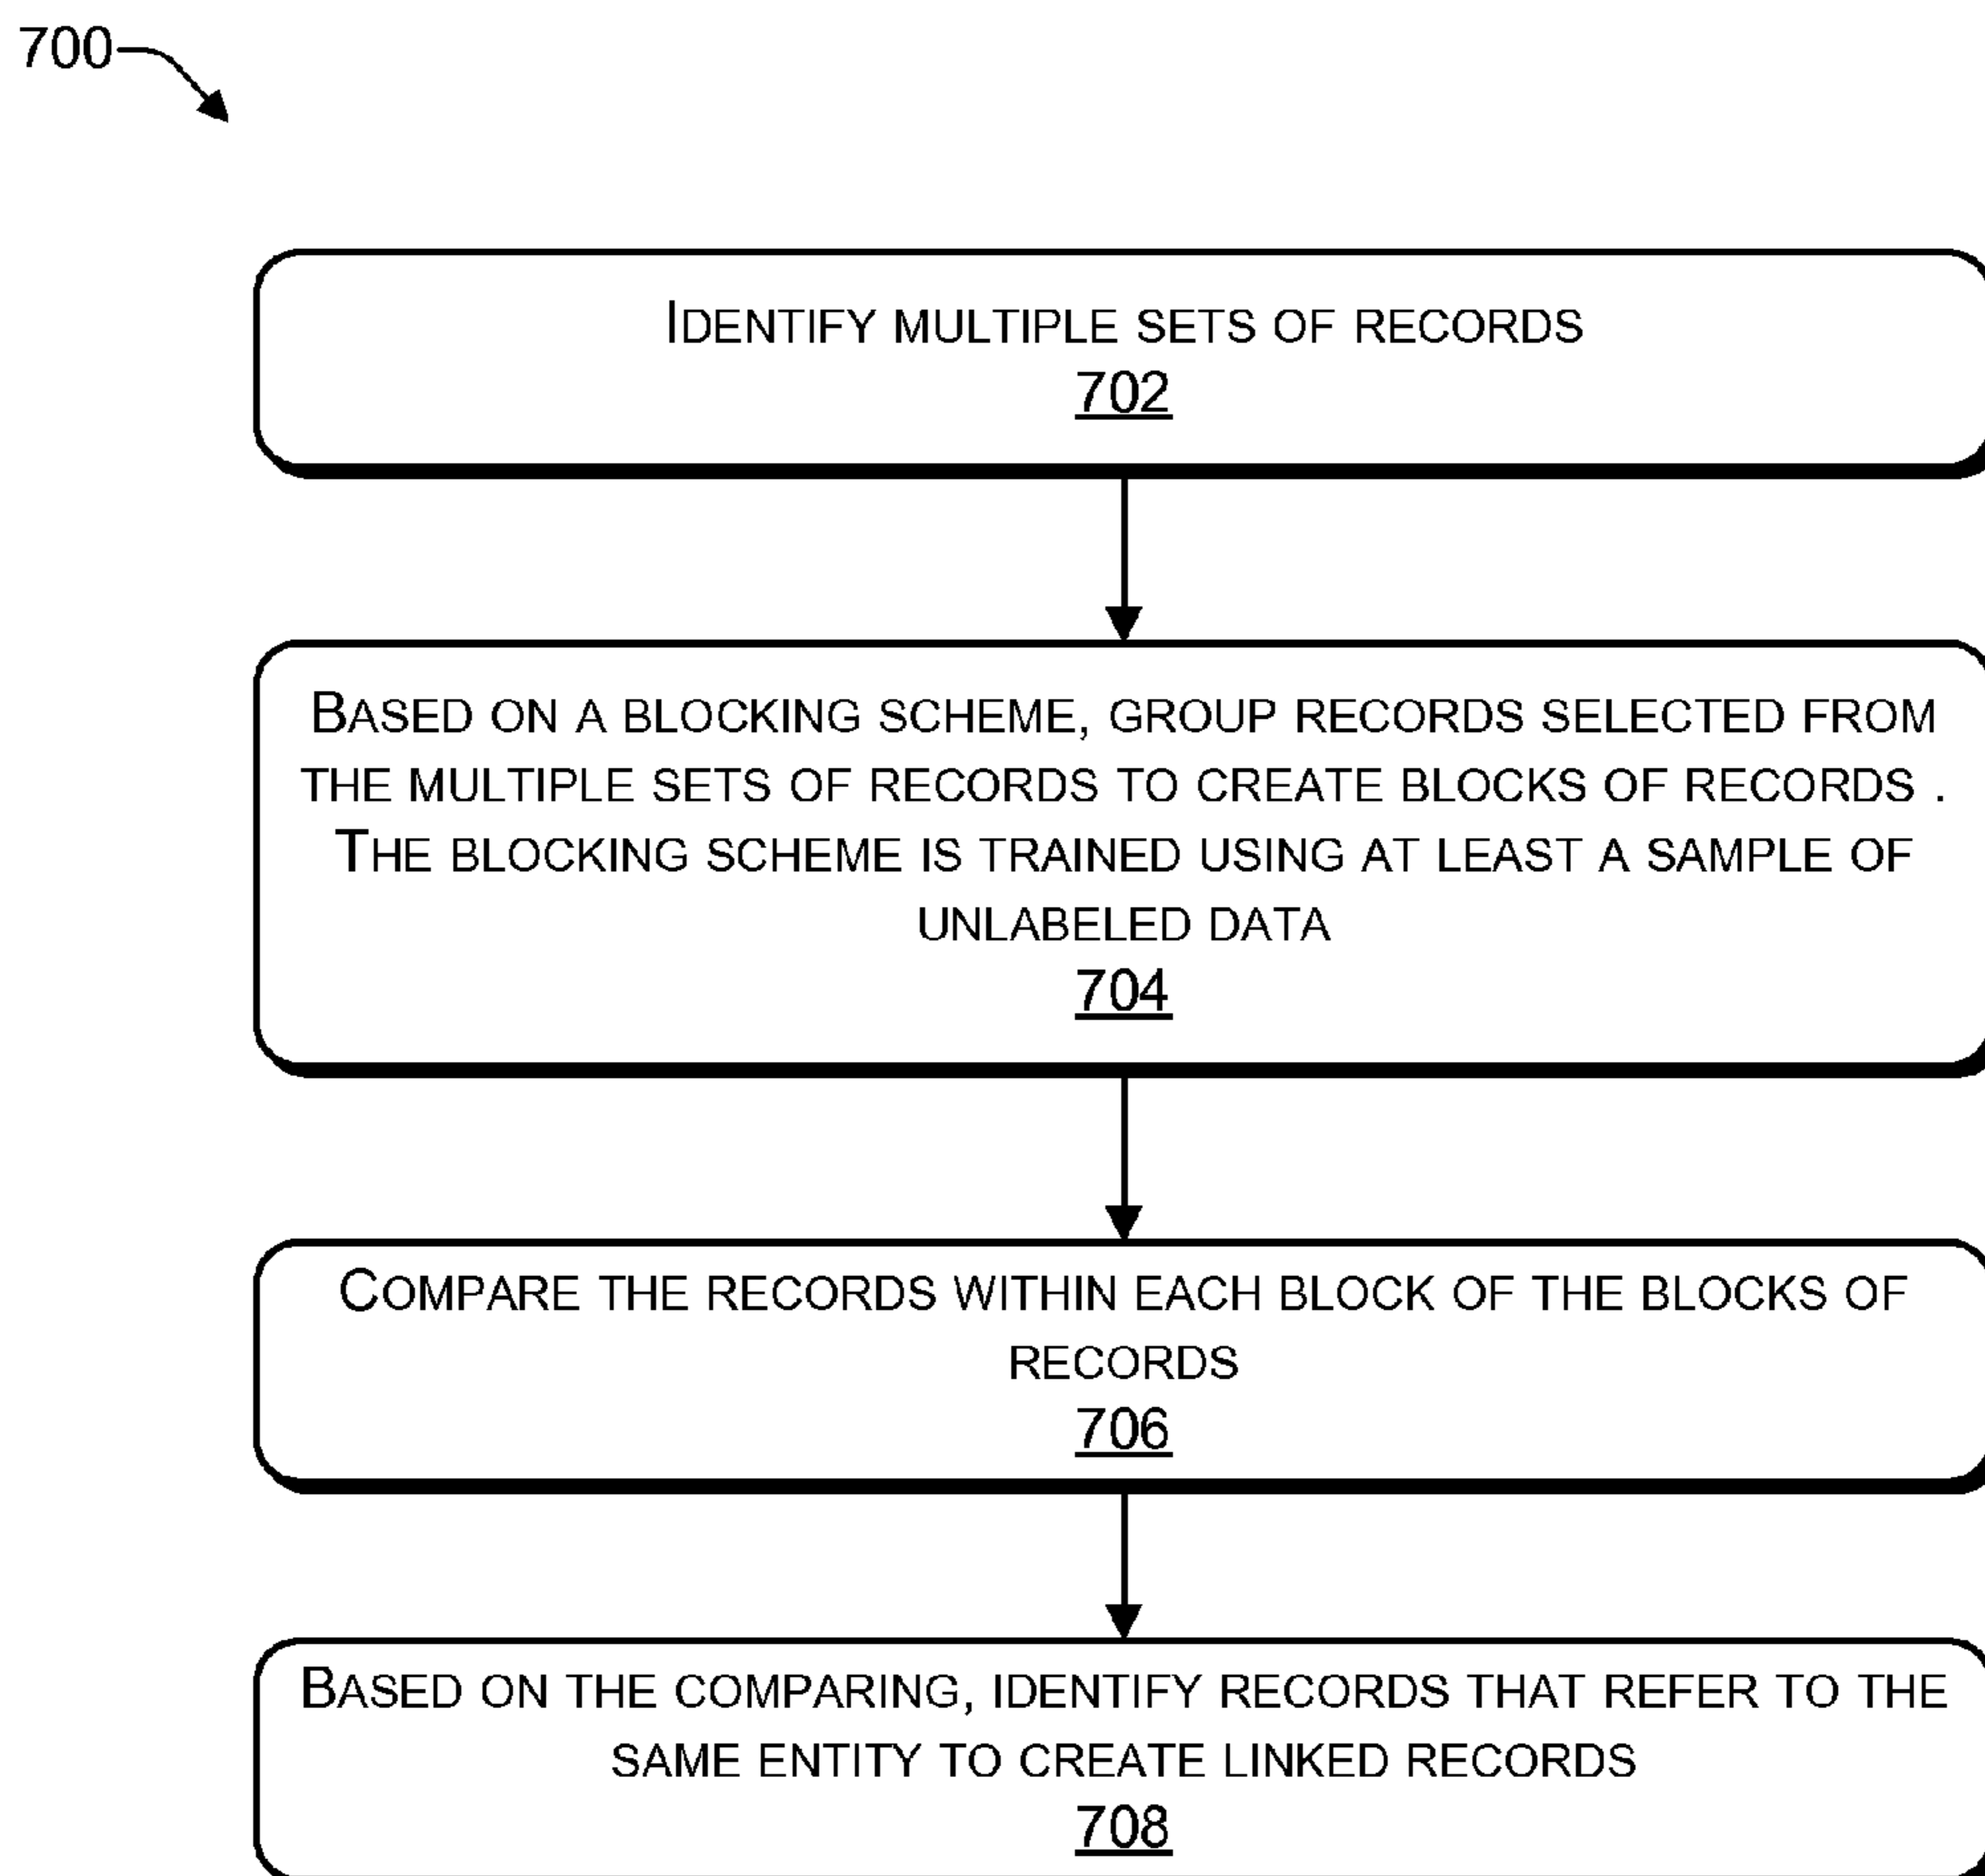 700
IDENTIFY MULTIPLE SETS OF RECORDS
702
BASED ON A BLOCKING SCHEME, GROUP RECORDS SELECTED FROM
THE MULTIPLE SETS OF RECORDS TO CREATE BLOCKS OF RECORDS .
THE BLOCKING SCHEME IS TRAINED USING AT LEAST A SAMPLE OF
UNLABELED DATA
704
COMPARE THE RECORDS WITHIN EACH BLOCK OF THE BLOCKS OF
RECORDS
706
BASED ON THE COMPARING, IDENTIFY RECORDS THAT REFER TO THE
SAME ENTITY TO CREATE LINKED RECORDS
708